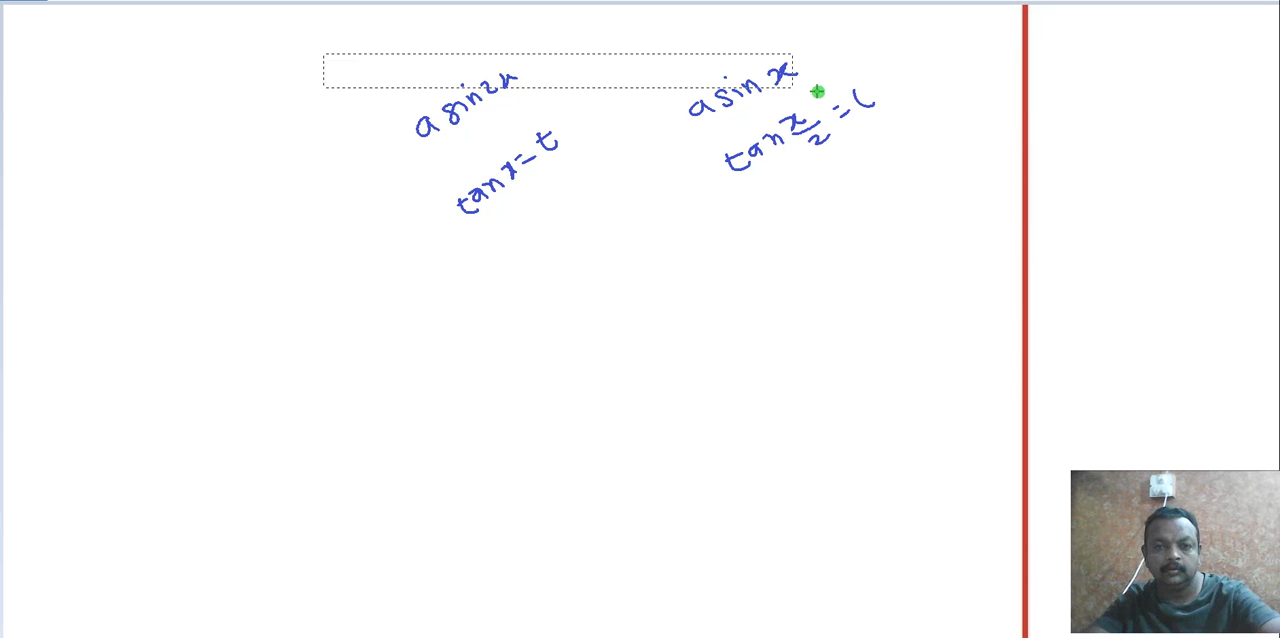 a sin2x
tan x = t
a sin x
tan x/2 =